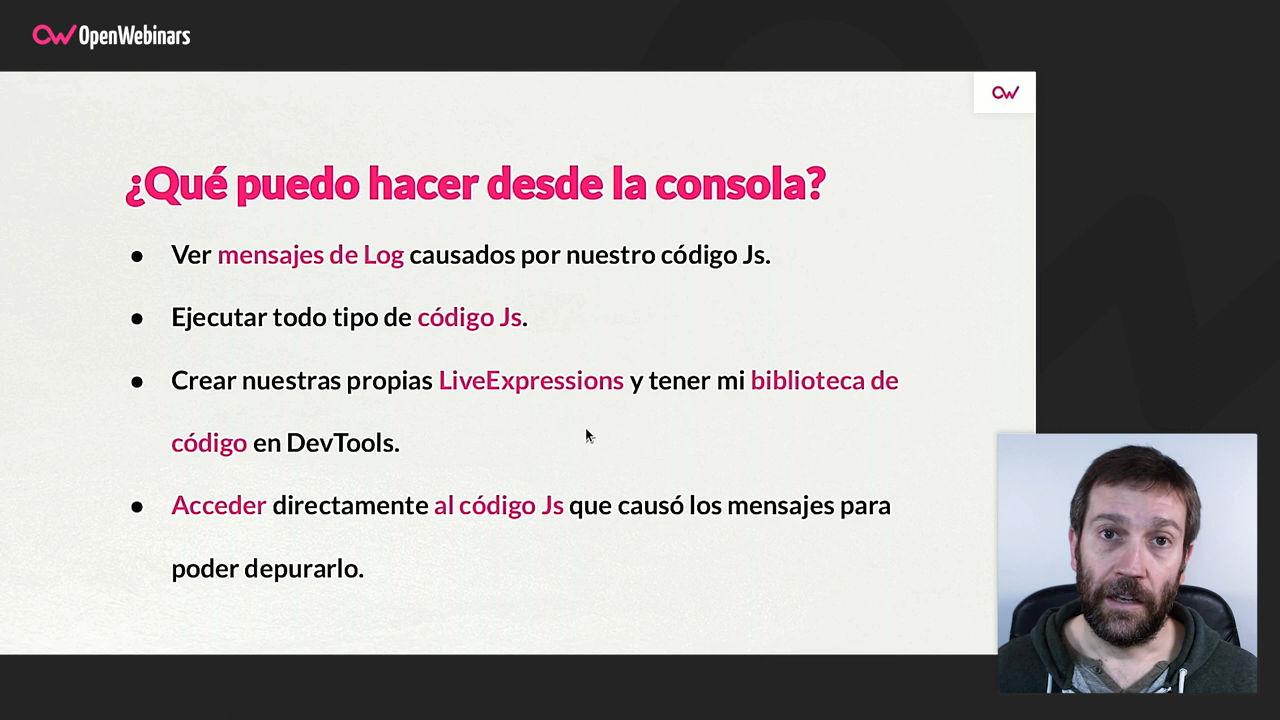 OpenWebinars
¿Qué puedo hacer desde la consola?
● Ver mensajes de Log causados por nuestro código Js.
● Ejecutar todo tipo de código Js.
● Crear nuestras propias LiveExpressions y tener mi biblioteca de
código en DevTools.
● Acceder directamente al código Js que causó los mensajes para
poder depurarlo.